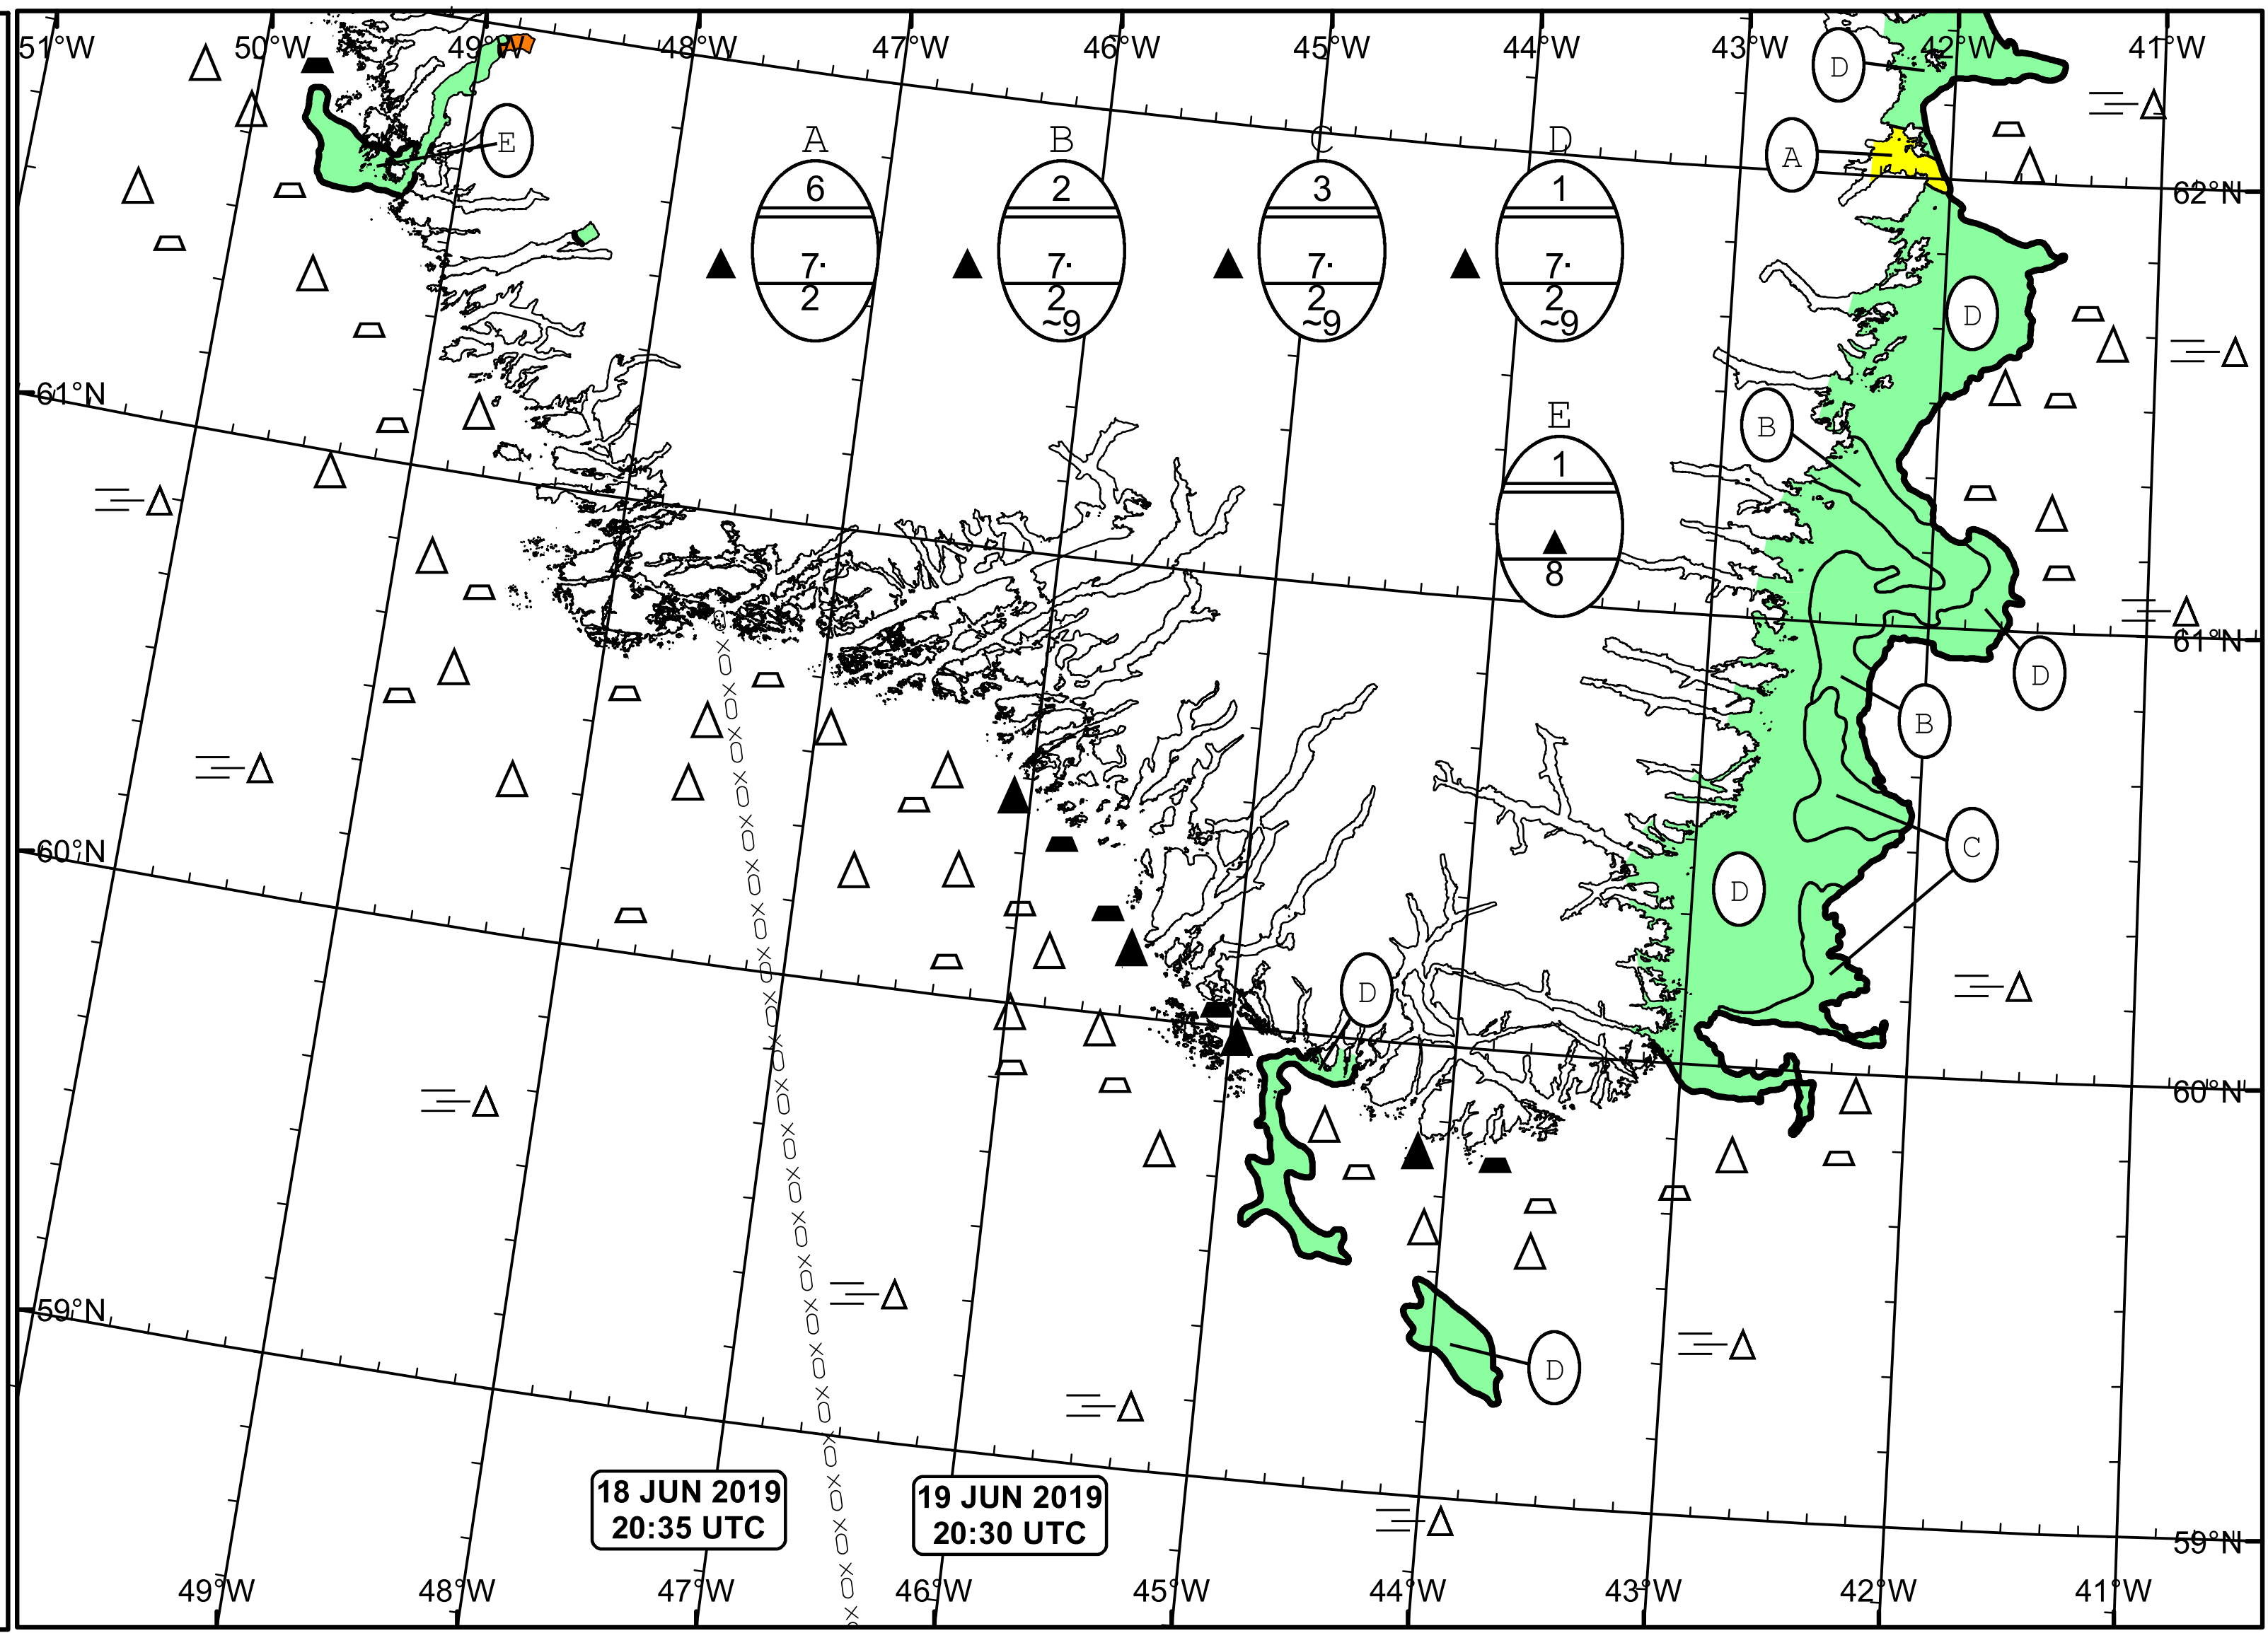 51°W 50°W 49°W 48°W 47°W 46°W 45°W 44°W 43°W 42°W 41°W
D
A B C D
E
A
6 2 3 1
62°N
7· 7· 7· 7·
2 2 2 2
~9 ~9 ~9
D
61°N
B
E
1
8
61°N
D
B
60°N
C
D
D
60°N
59°N
D
18 JUN 2019
20:35 UTC
19 JUN 2019
20:30 UTC
59°N
49°W 48°W 47°W 46°W 45°W 44°W 43°W 42°W 41°W